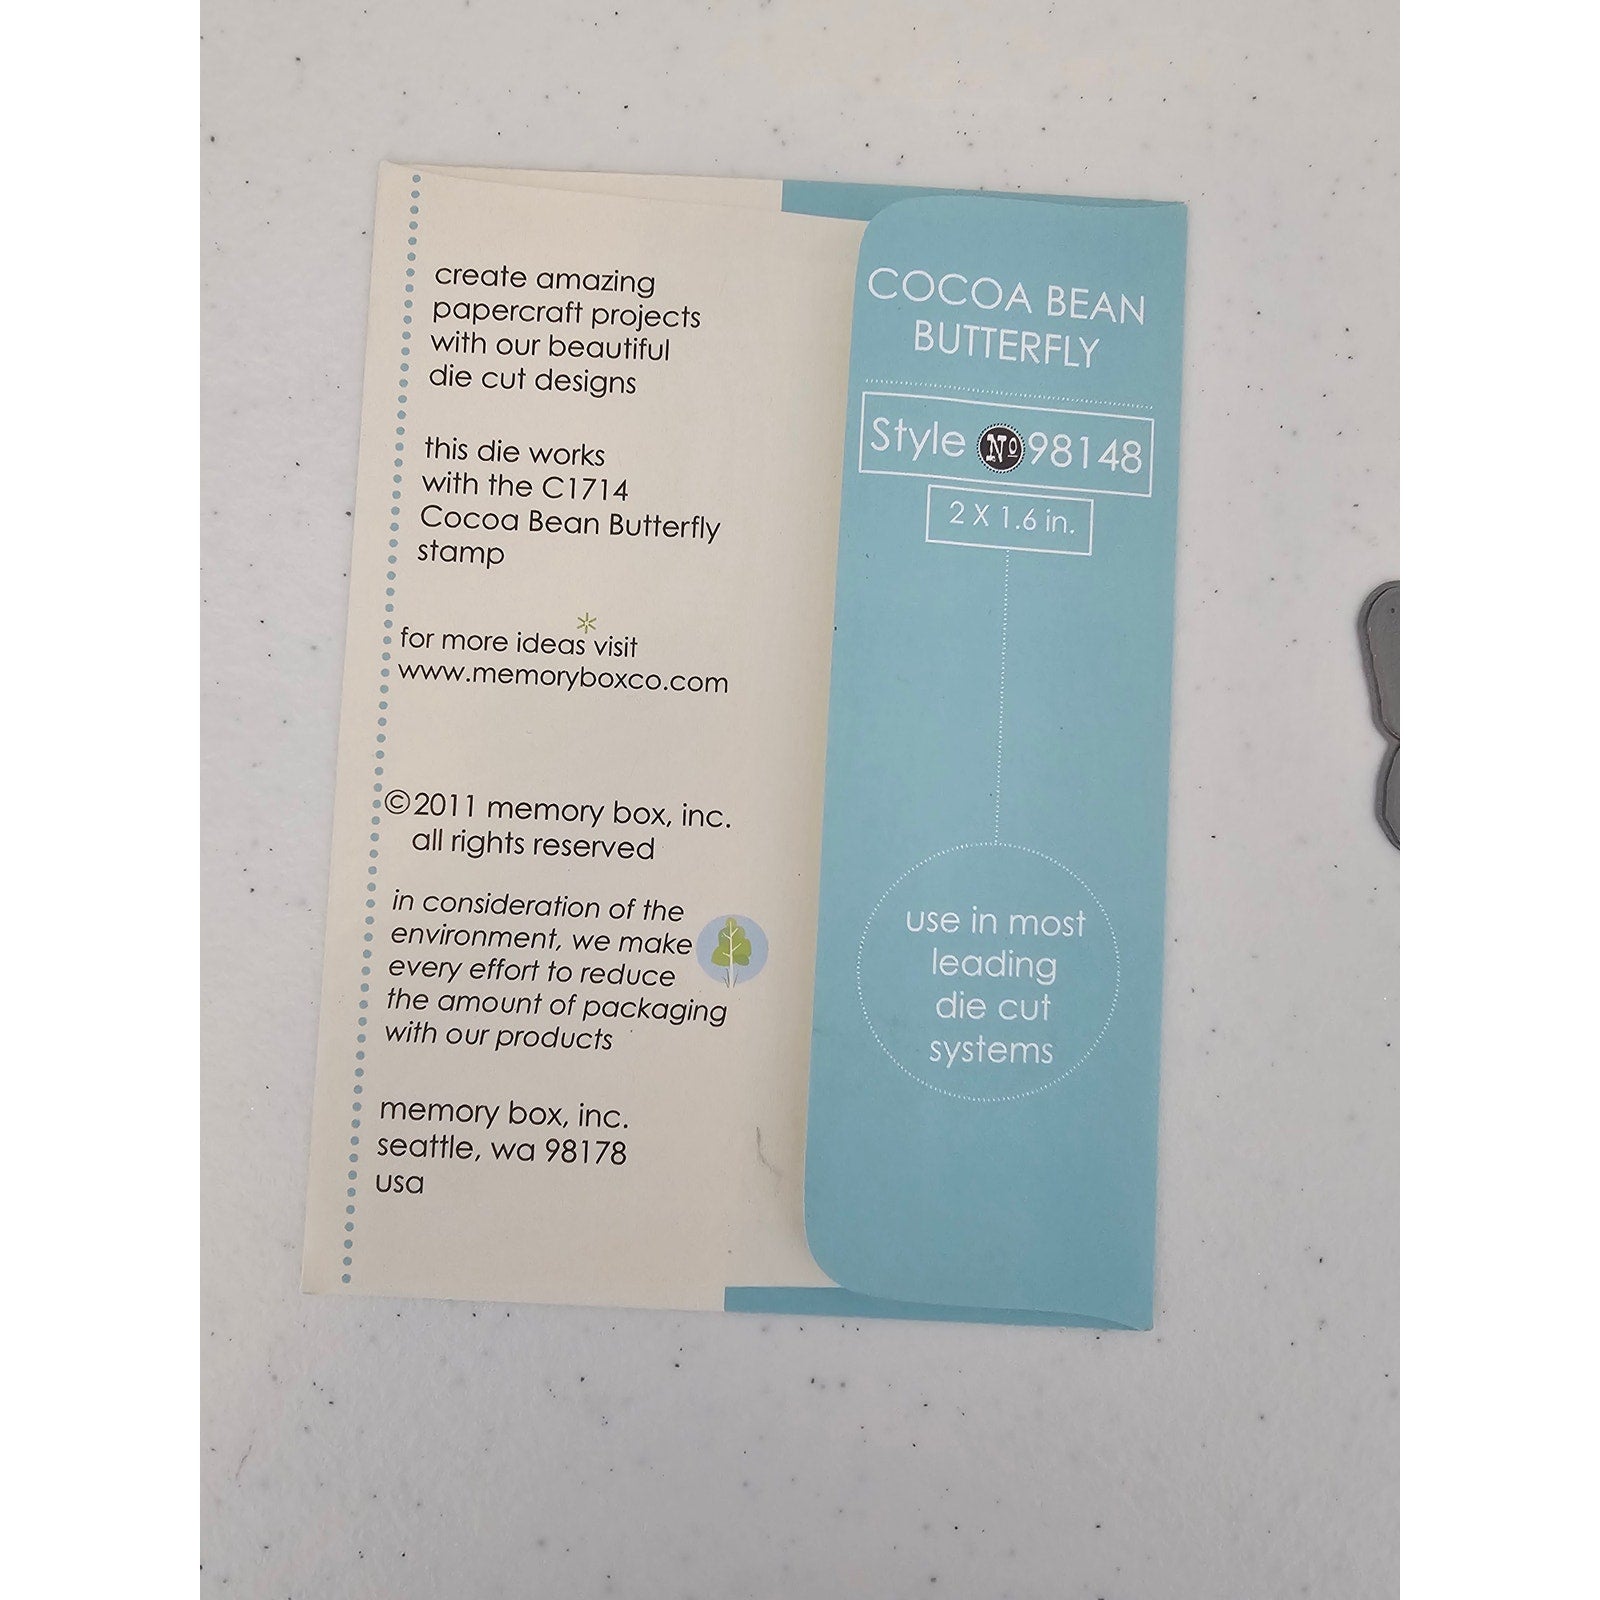 create amazing
papercraft projects
with our beautiful
die cut designs
this die works
with the C1714
Cocoa Bean Butterfly
stamp
for more ideas visit
www.memoryboxco.com
©2011 memory box, inc.
all rights reserved
in consideration of the
environment, we make
every effort to reduce
the amount of packaging
with our products
memory box, inc.
seattle, wa 98178
usa
COCOA BEAN
BUTTERFLY
Style Nº 98148
2 X 1.6 in.
use in most
leading
die cut
systems